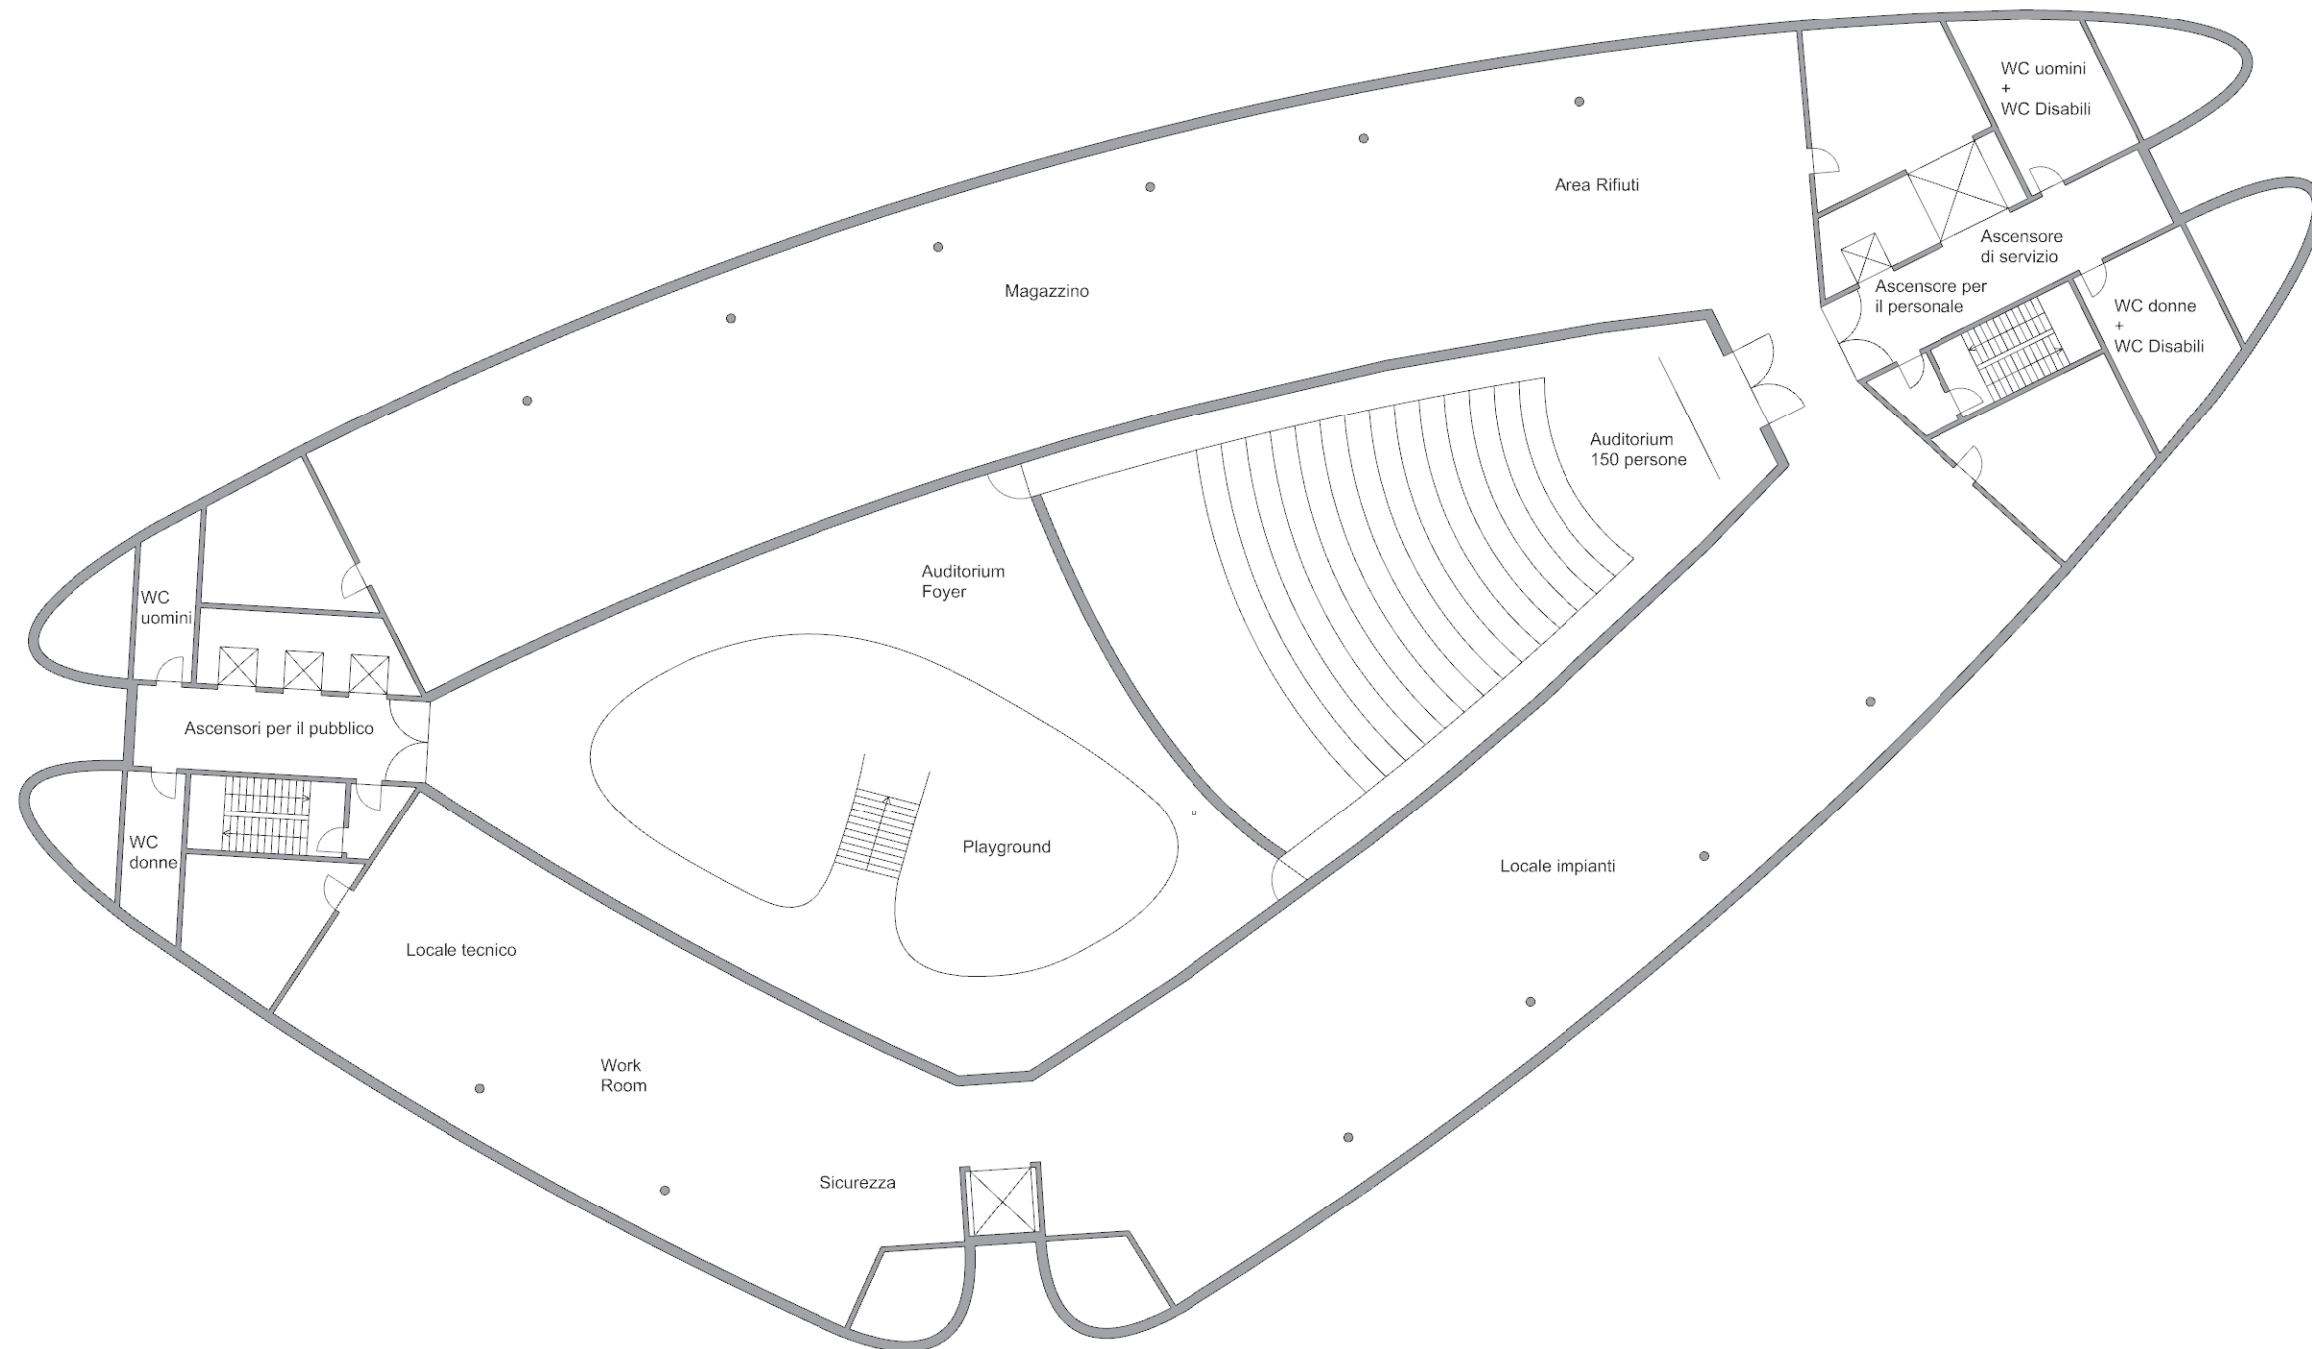 WC uomini
+
WC Disabili
Area Rifiuti
Ascensore
di servizio
Magazzino
Ascensore per
il personale
WC donne
+
WC Disabili
Auditorium
150 persone
Auditorium
Foyer
WC
uomini
Ascensori per il pubblico
WC
donne
Playground
Locale impianti
Locale tecnico
Work
Room
Sicurezza